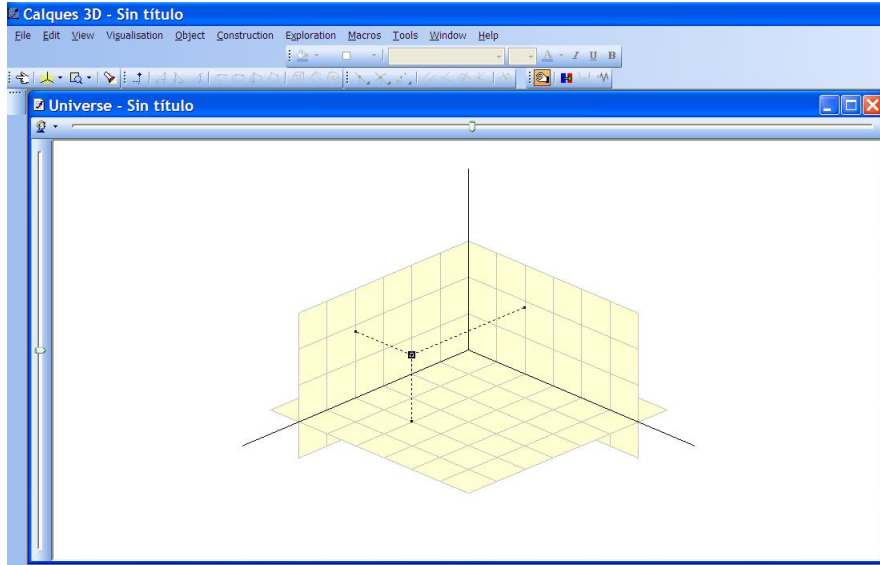 Calques 3D - Sin título
File Edit View Visualisation Object Construction Exploration Macros Tools Window Help
A I U B
Universe - Sin título